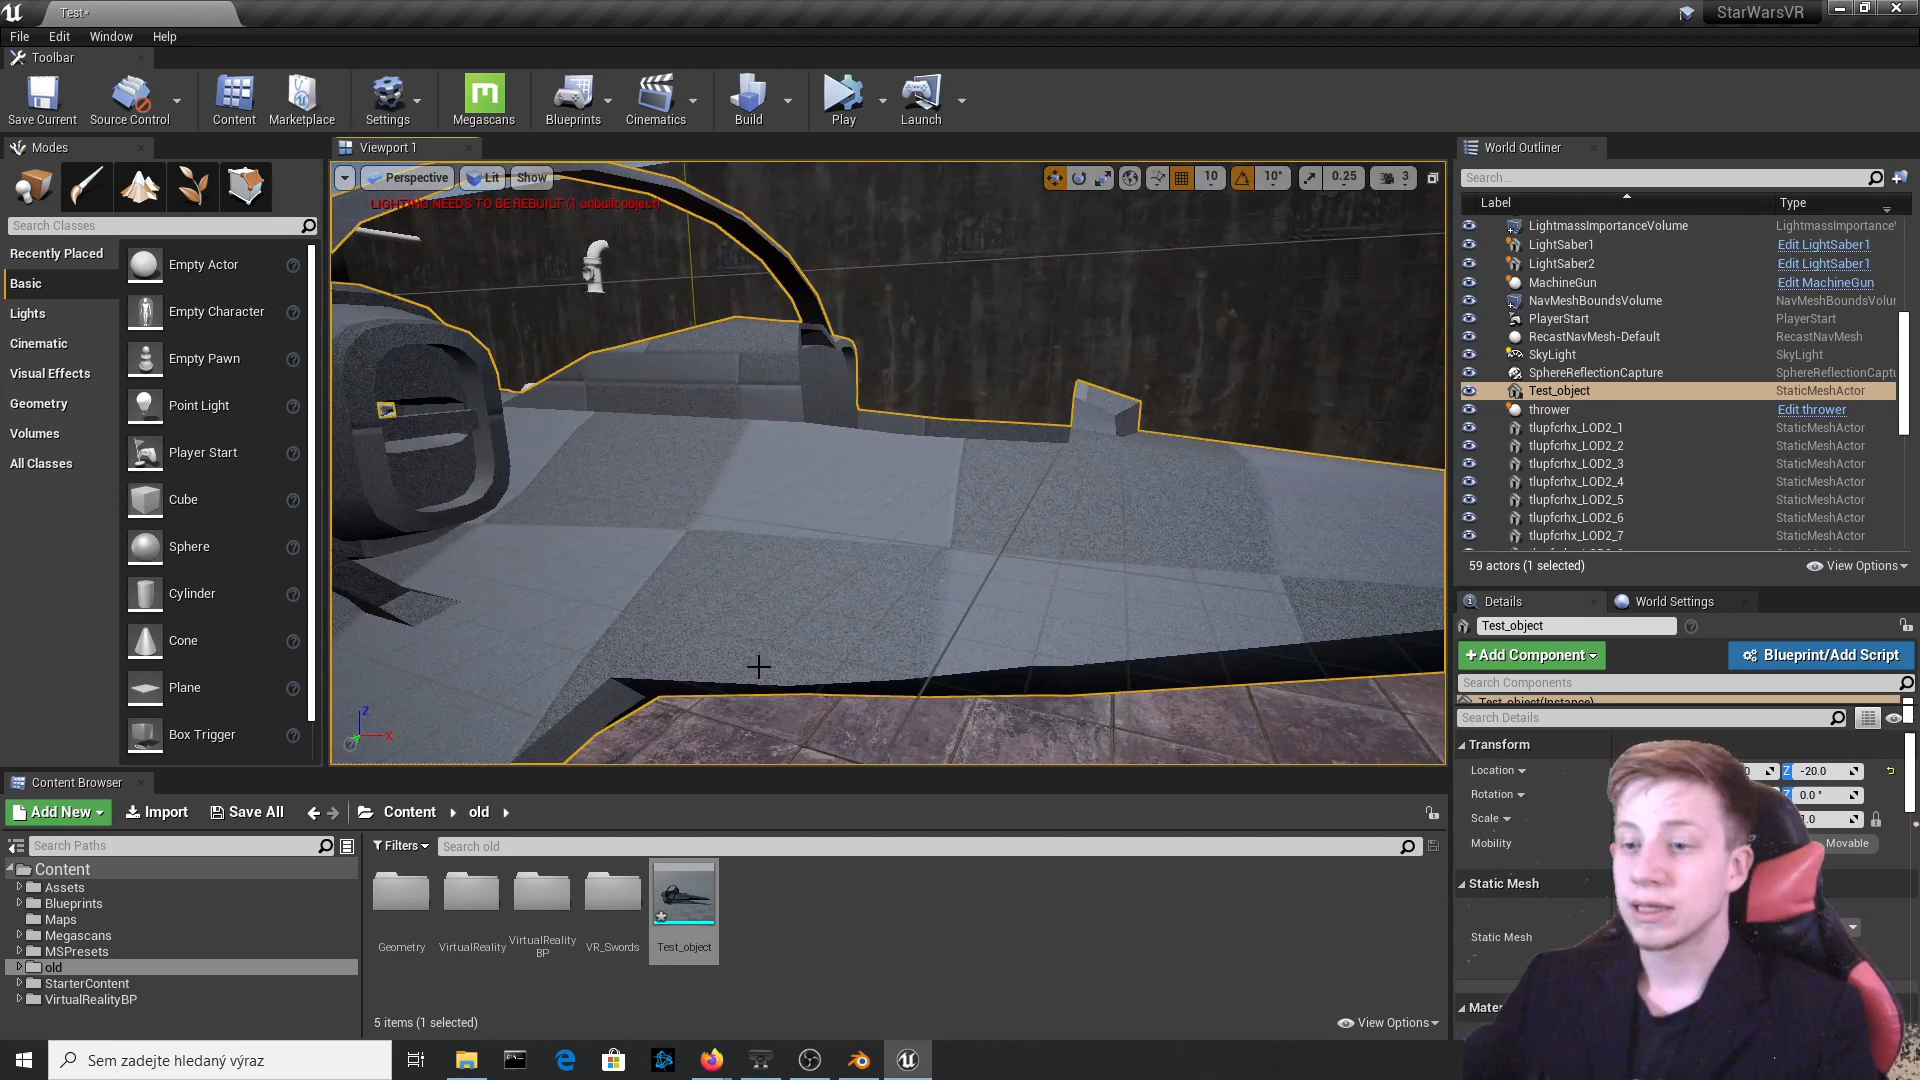 Test*
StarWarsVR
File Edit Window Help
Toolbar
Save Current
Source Control
Content
Marketplace
Settings
Megascans
Blueprints
Cinematics
Build
Play
Launch
Modes
Search Classes
Recently Placed
Basic
Lights
Cinematic
Visual Effects
Geometry
Volumes
All Classes
Empty Actor
Empty Character
Empty Pawn
Point Light
Player Start
Cube
Sphere
Cylinder
Cone
Plane
Box Trigger
Viewport 1
Perspective Lit Show 10 10° 0.25 3
LIGHTING NEEDS TO BE REBUILT (1 unbuilt object)
Z
X
World Outliner
Search...
Label Type
LightmassImportanceVolume LightmassImportance
LightSaber1 Edit LightSaber1
LightSaber2 Edit LightSaber1
MachineGun Edit MachineGun
NavMeshBoundsVolume NavMeshBoundsVolur
PlayerStart PlayerStart
RecastNavMesh-Default RecastNavMesh
SkyLight SkyLight
SphereReflectionCapture SphereReflectionCaptu
Test_object StaticMeshActor
thrower Edit thrower
tlupfcrhx_LOD2_1 StaticMeshActor
tlupfcrhx_LOD2_2 StaticMeshActor
tlupfcrhx_LOD2_3 StaticMeshActor
tlupfcrhx_LOD2_4 StaticMeshActor
tlupfcrhx_LOD2_5 StaticMeshActor
tlupfcrhx_LOD2_6 StaticMeshActor
tlupfcrhx_LOD2_7 StaticMeshActor
59 actors (1 selected) View Options
Details World Settings
Test_object
+Add Component Blueprint/Add Script
Search Components
Test_object(Instance)
Search Details
Transform
Location 0 Z -20.0
Rotation Z 0.0 °
Scale 1.0
Mobility Movable
Static Mesh
Static Mesh
Mater
Content Browser
Add New Import Save All Content old
Search Paths
Filters Search old
Content
Assets
Blueprints
Maps
Megascans
MSPresets
old
StarterContent
VirtualRealityBP
Geometry
VirtualReality
VirtualReality
BP
VR_Swords
Test_object
5 items (1 selected) View Options
Sem zadejte hledaný výraz